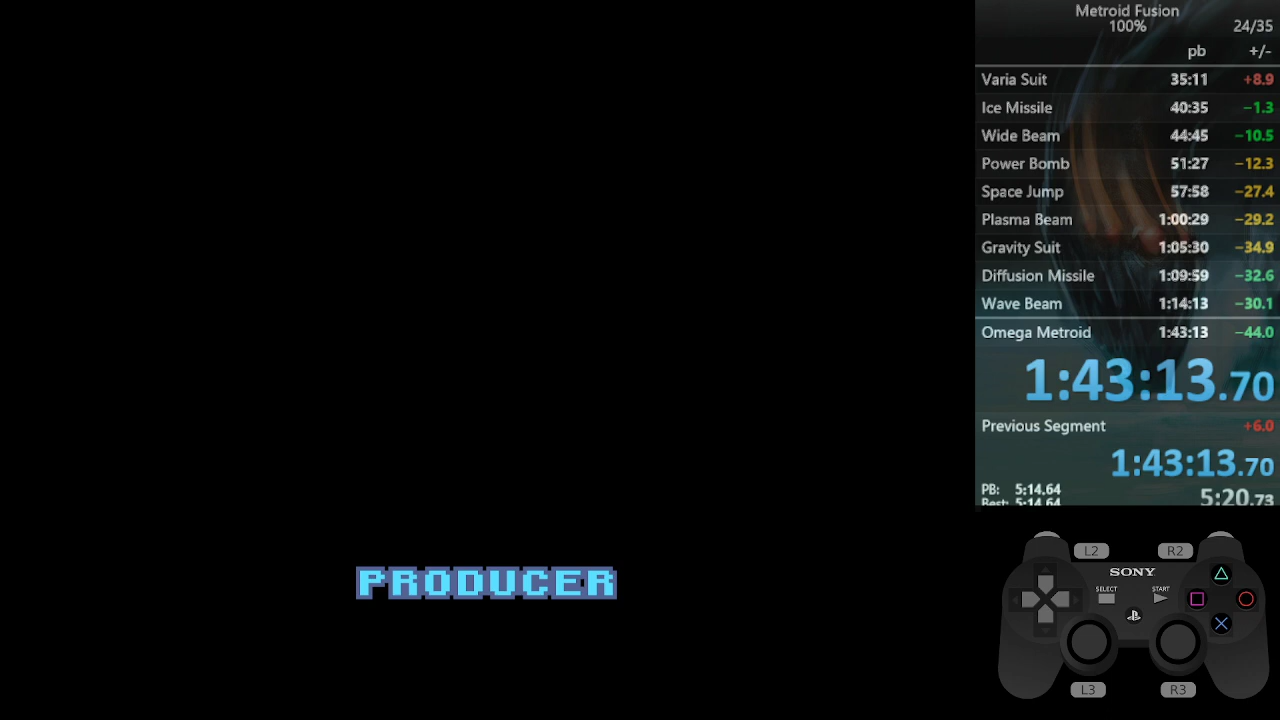 PRODUCER
Metroid Fusion
100% 24/35
pb +/-
Varia Suit 35:11 +8.9
Ice Missile 40:35 −1.3
Wide Beam 44:45 −10.5
Power Bomb 51:27 −12.3
Space Jump 57:58 −27.4
Plasma Beam 1:00:29 −29.2
Gravity Suit 1:05:30 −34.9
Diffusion Missile 1:09:59 −32.6
Wave Beam 1:14:13 −30.1
Omega Metroid 1:43:13 −44.0
1:43:13.70
Previous Segment +6.0
1:43:13.70
PB: 5:14.64
Best: 5:14.64 5:20.73
L2 R2
SONY
SELECT START
L3 R3